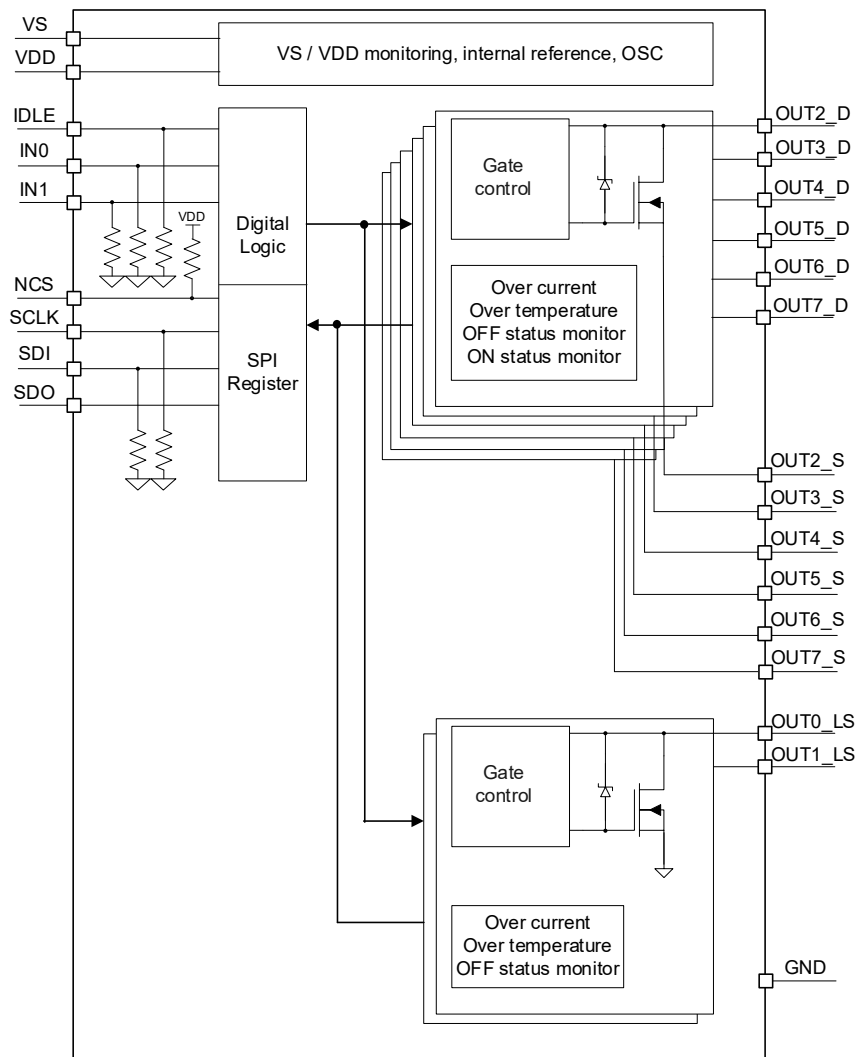 VS
VDD
VS / VDD monitoring, internal reference, OSC
IDLE
IN0
IN1
VDD
NCS
SCLK
SDI
SDO
Digital
Logic
SPI
Register
Gate
control
Over current
Over temperature
OFF status monitor
ON status monitor
OUT2_D
OUT3_D
OUT4_D
OUT5_D
OUT6_D
OUT7_D
OUT2_S
OUT3_S
OUT4_S
OUT5_S
OUT6_S
OUT7_S
Gate
control
Over current
Over temperature
OFF status monitor
OUT0_LS
OUT1_LS
GND